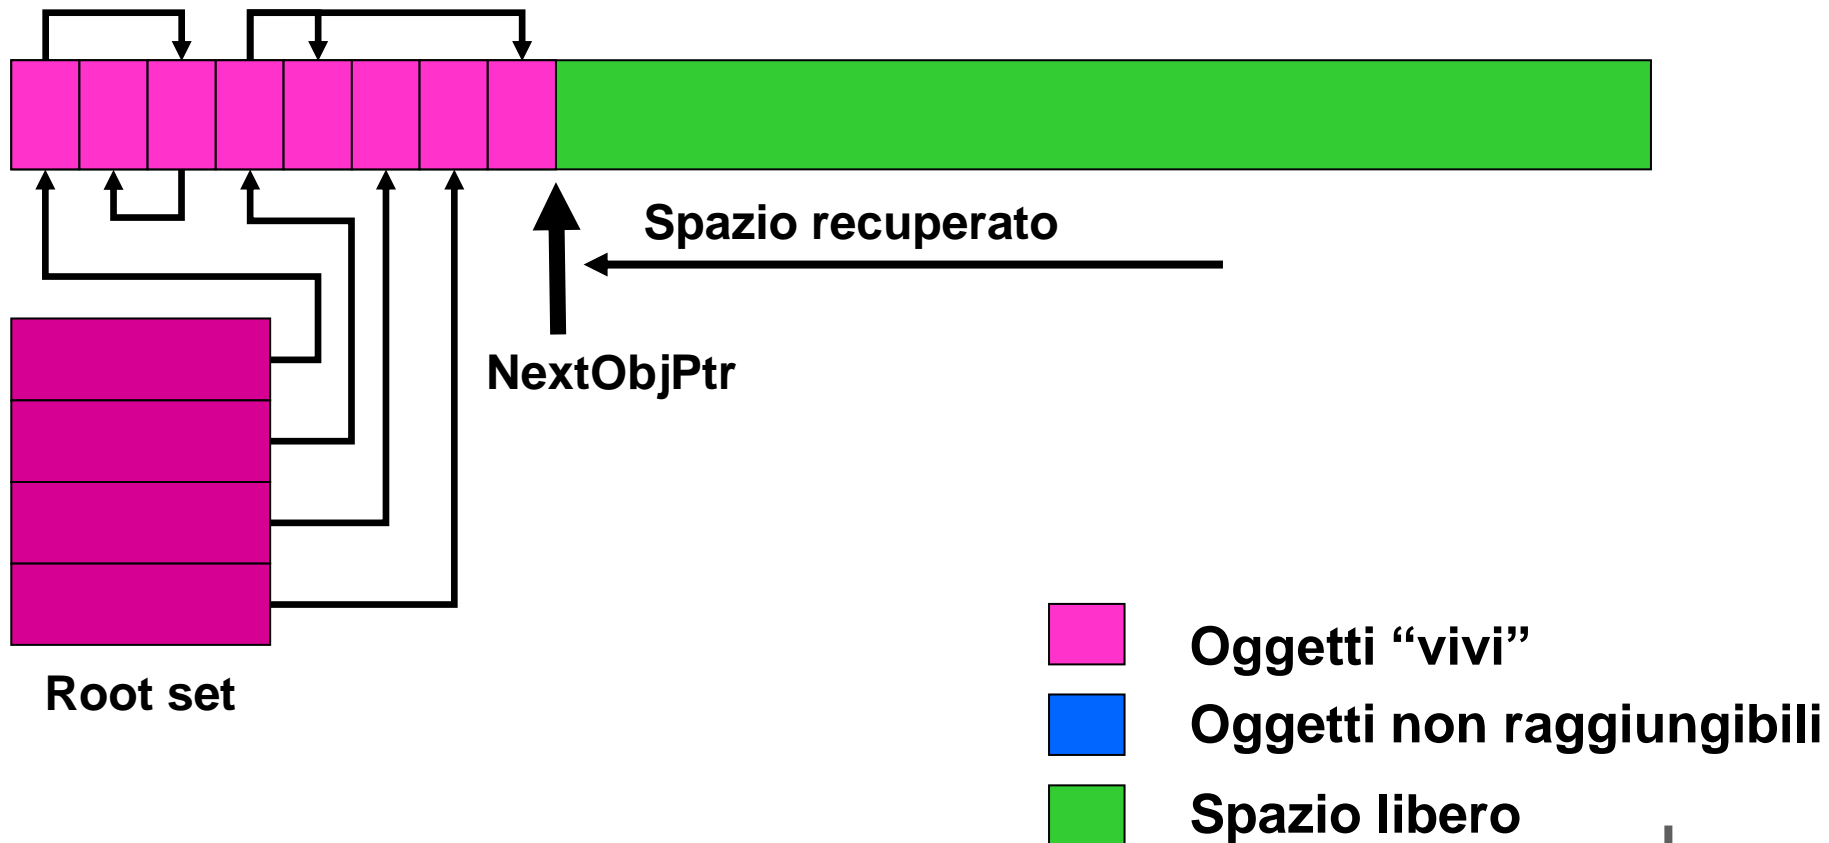 Spazio recuperato
NextObjPtr
Root set
Oggetti “vivi”
Oggetti non raggiungibili
Spazio libero